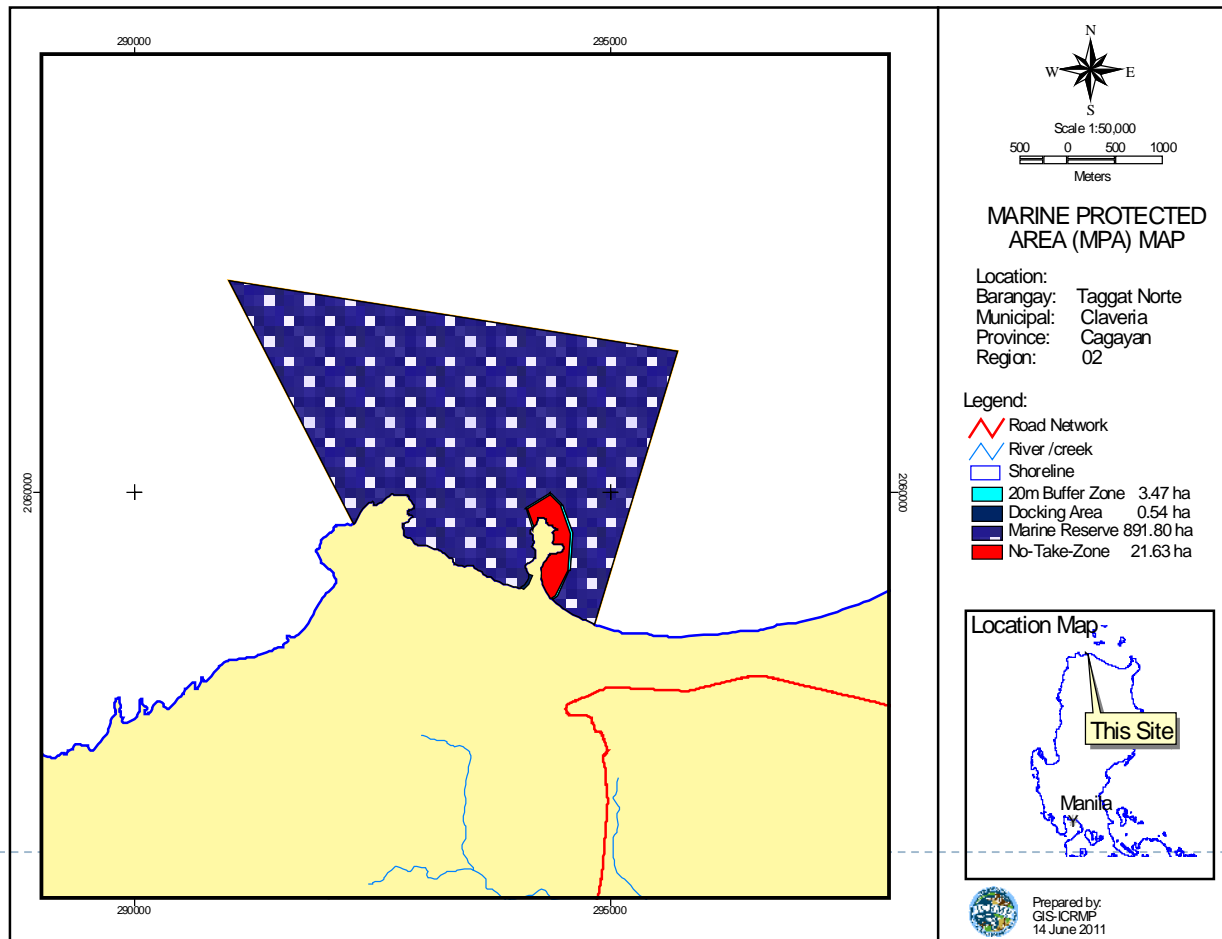 290000
295000
2060000
2060000
290000
295000
N
W
E
S
Scale 1:50,000
500 0 500 1000
Meters
MARINE PROTECTED
AREA (MPA) MAP
Location:
Barangay: Taggat Norte
Municipal: Claveria
Province: Cagayan
Region: 02
Legend:
Road Network
River /creek
Shoreline
20m Buffer Zone 3.47 ha
Docking Area 0.54 ha
Marine Reserve 891.80 ha
No-Take-Zone 21.63 ha
Location Map
This Site
Manila
Prepared by:
GIS-ICRMP
14 June 2011